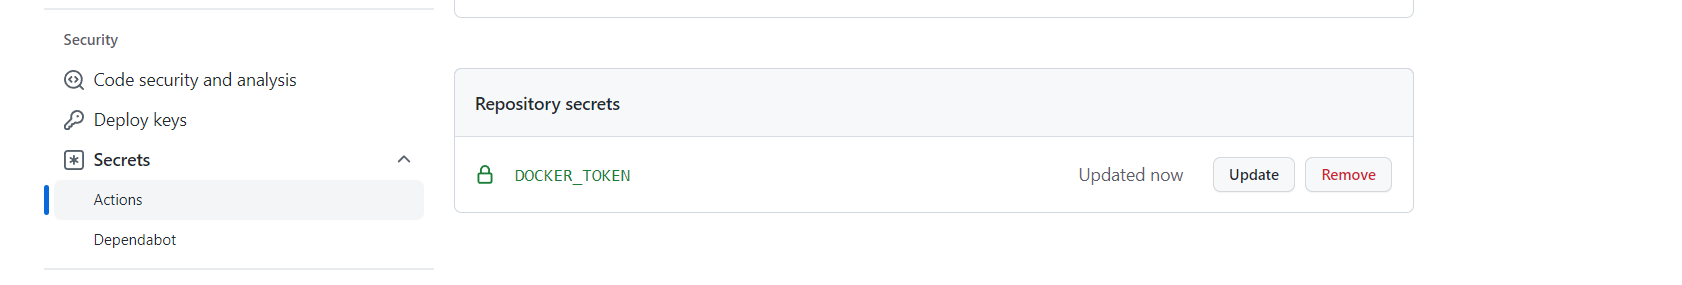 Security
Code security and analysis
Deploy keys
Secrets
Actions
Dependabot
Repository secrets
DOCKER_TOKEN Updated now Update Remove